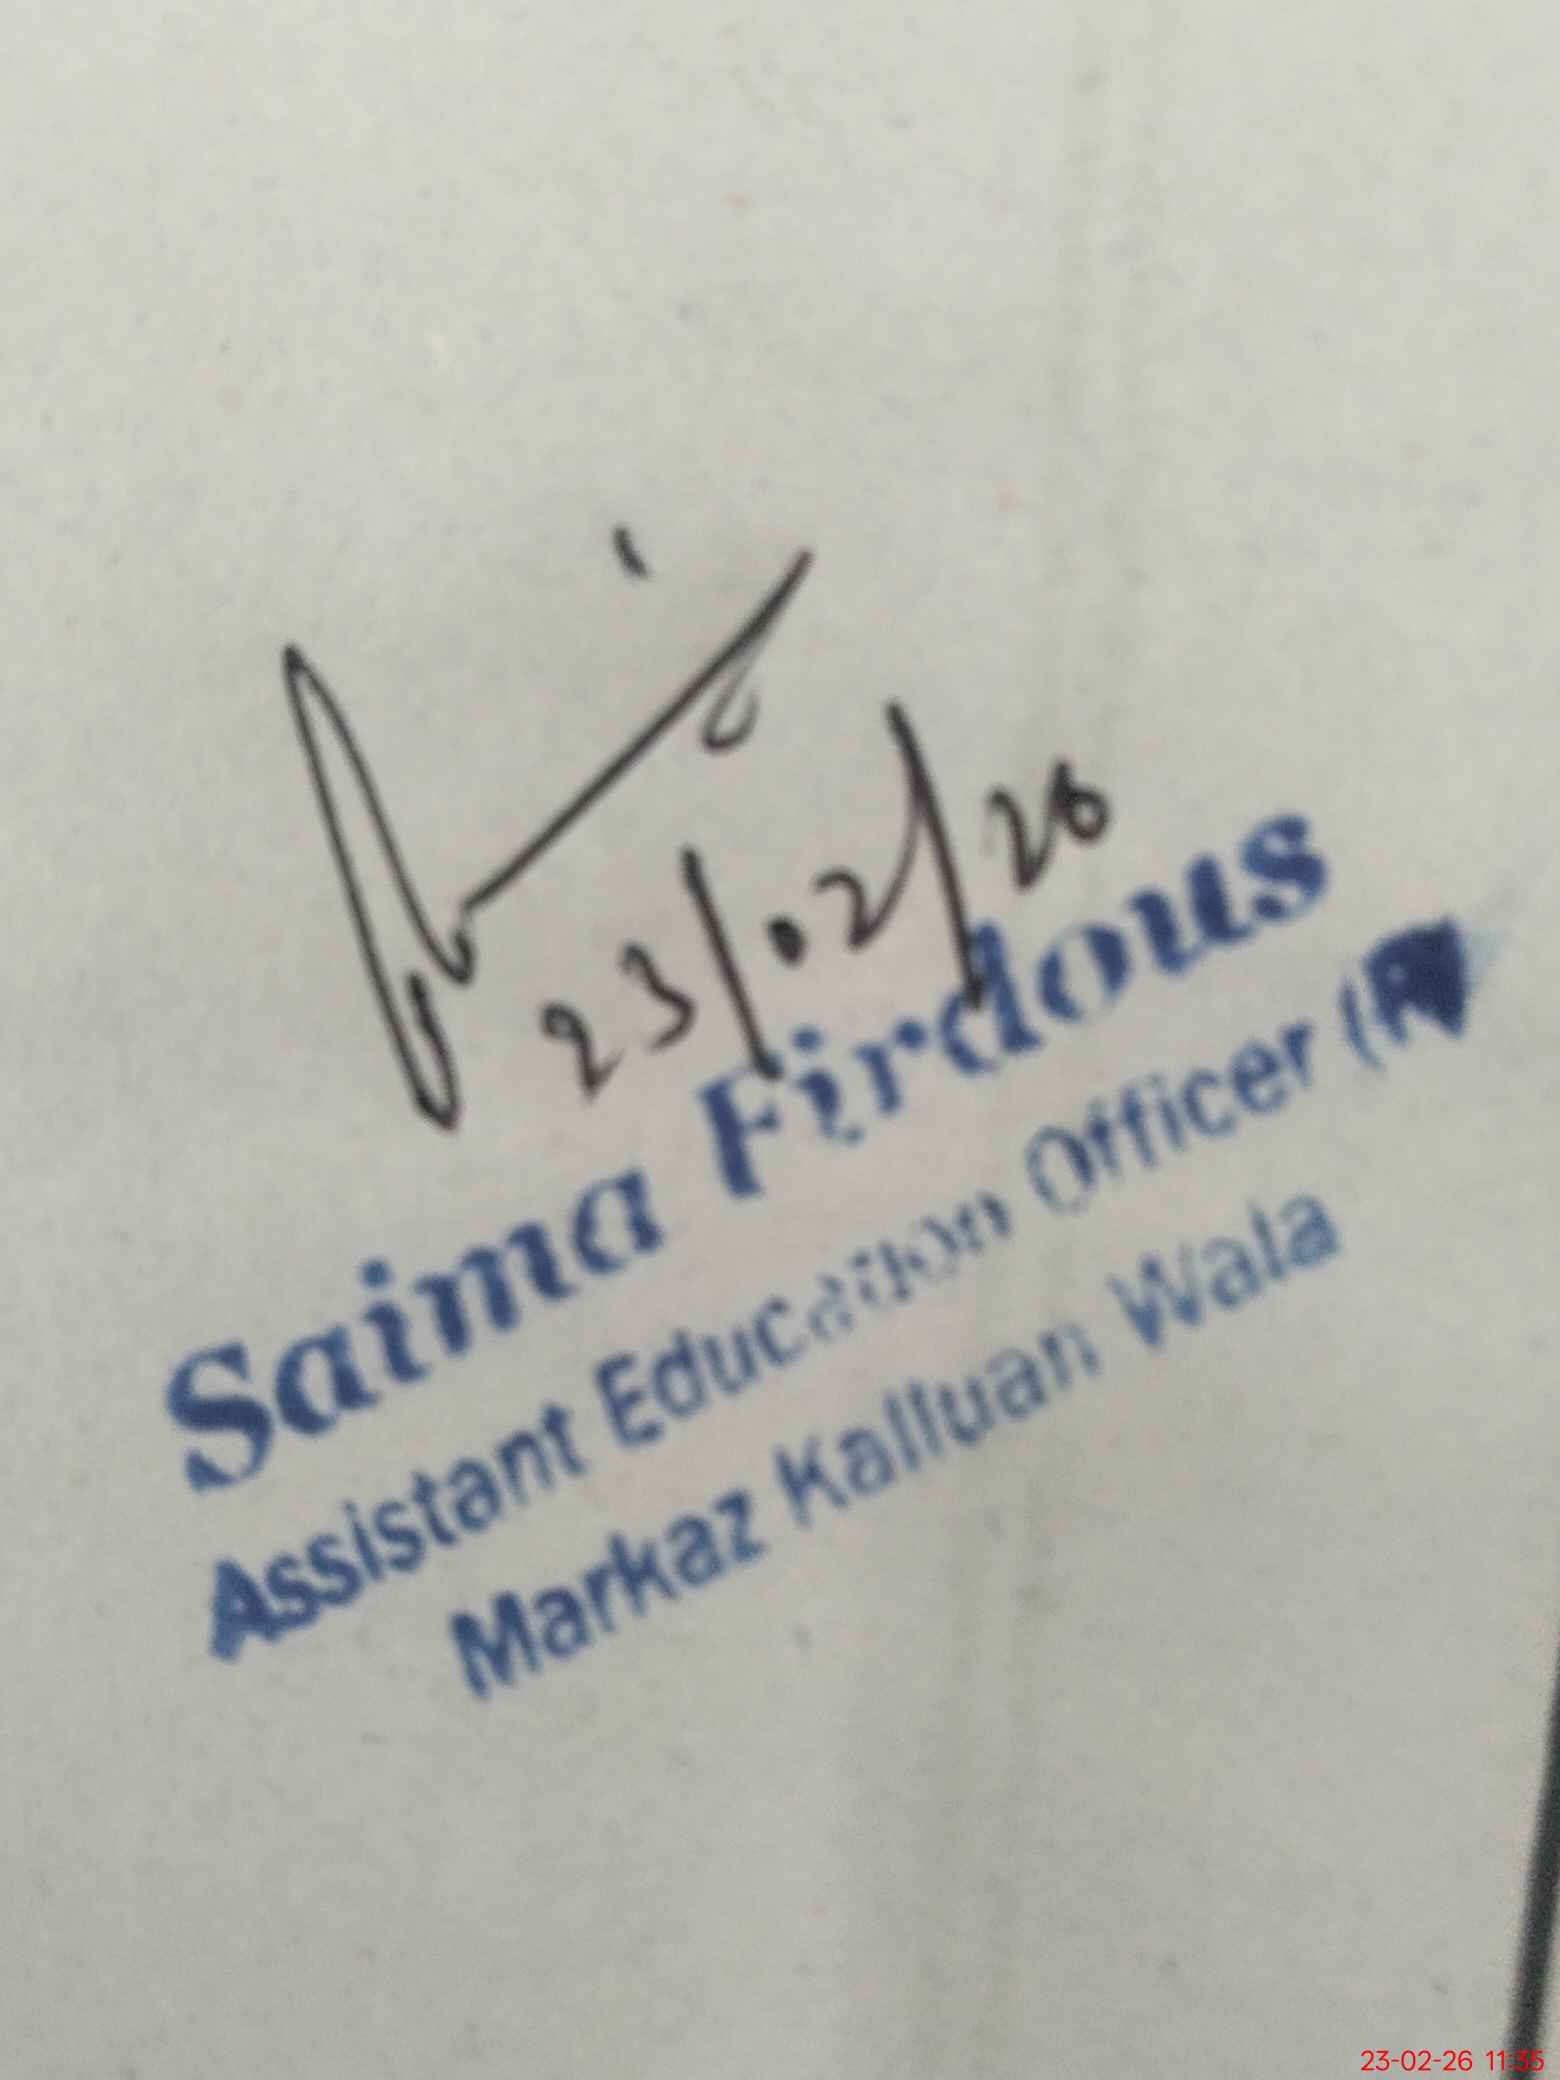 23/02/26
Saima Firdous
Assistant Education Officer (
Markaz Kalluan Wala
23-02-26 11:35